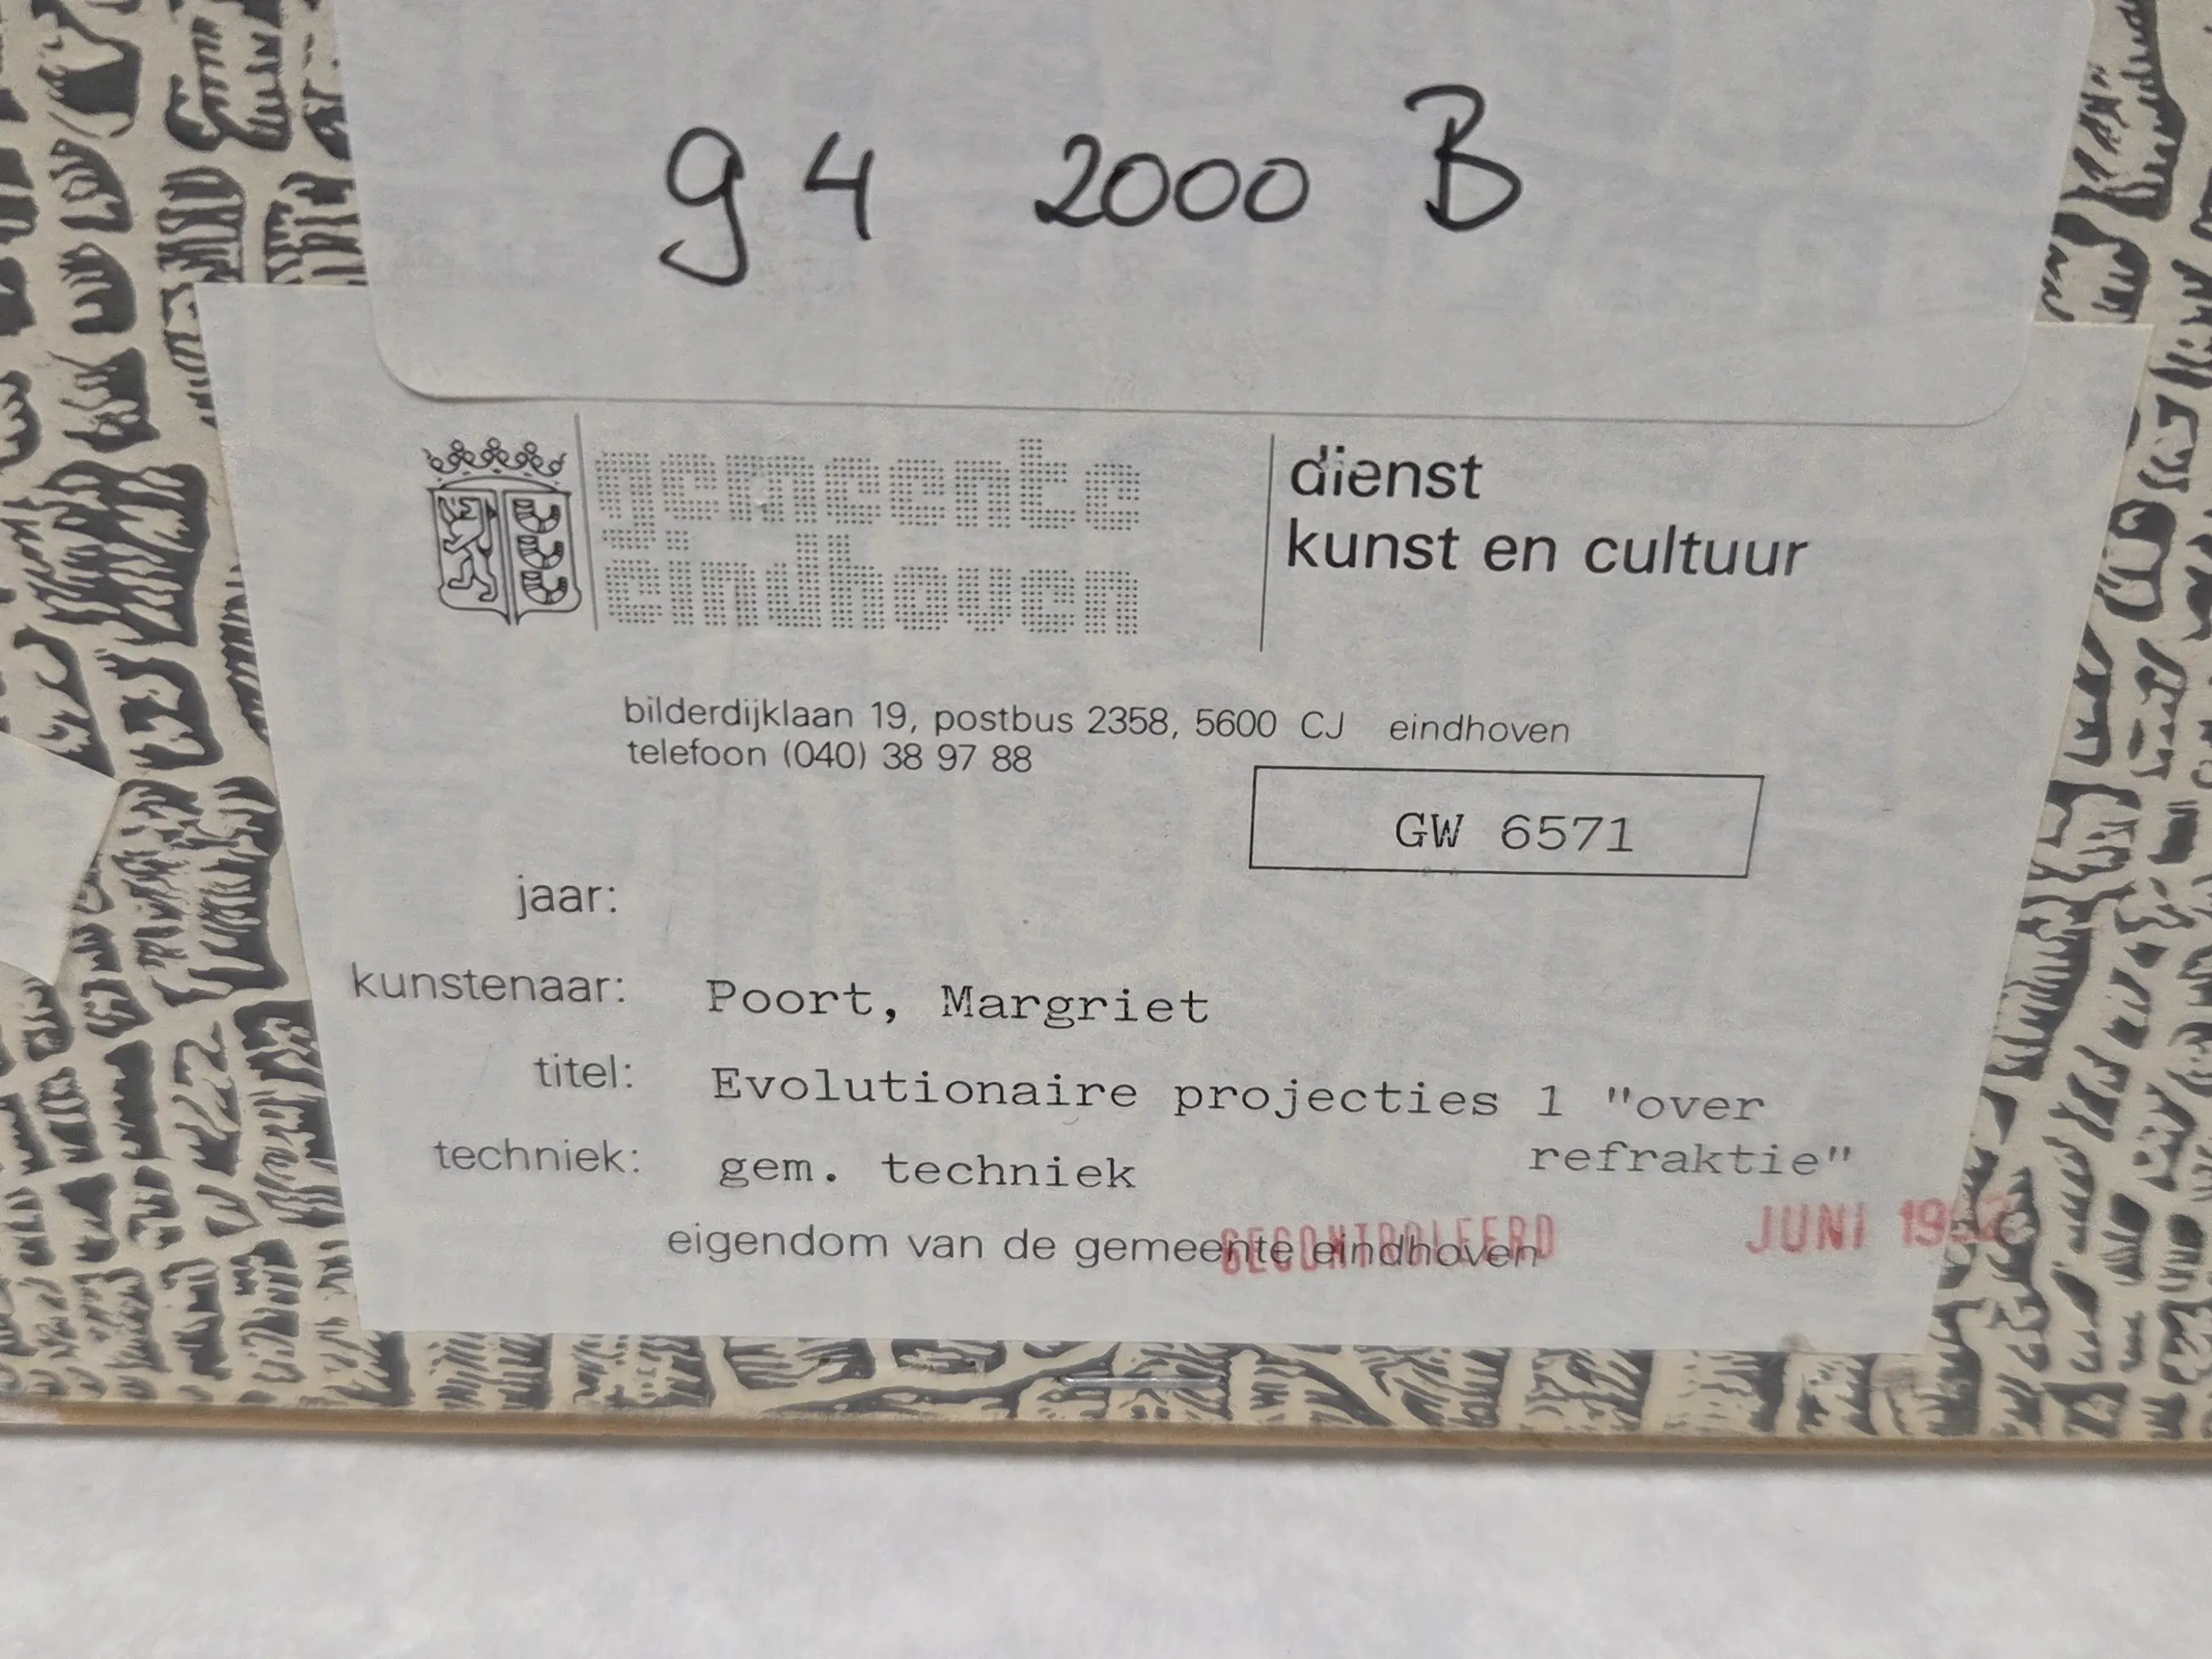 94 2000 B
gemeente
eindhoven
dienst
kunst en cultuur
bilderdijklaan 19, postbus 2358, 5600 CJ eindhoven
telefoon (040) 38 97 88
GW 6571
jaar:
kunstenaar: Poort, Margriet
titel: Evolutionaire projecties 1 "over
refraktie"
techniek: gem. techniek
eigendom van de gemeente eindhoven
GECONTROLEERD JUNI